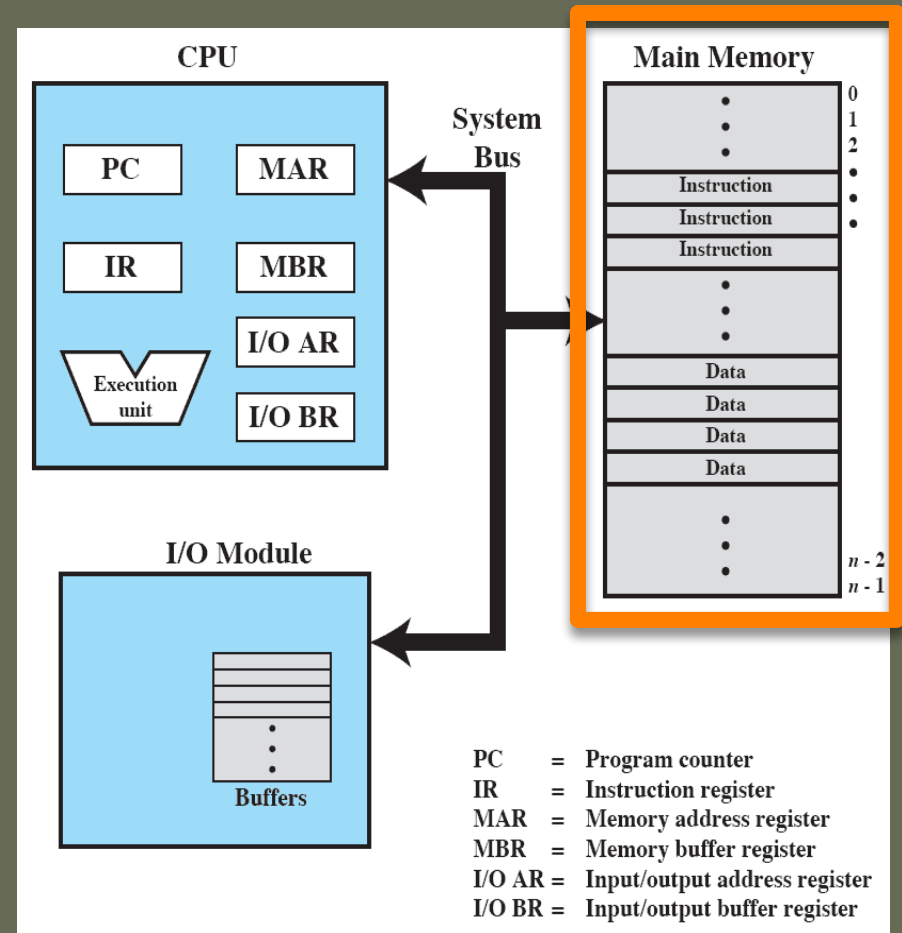 CPU
PC
MAR
IR
MBR
Execution
unit
I/O AR
I/O BR
System
Bus
Main Memory
0
1
2
Instruction
Instruction
Instruction
Data
Data
Data
Data
n - 2
n - 1
I/O Module
Buffers
PC = Program counter
IR = Instruction register
MAR = Memory address register
MBR = Memory buffer register
I/O AR = Input/output address register
I/O BR = Input/output buffer register